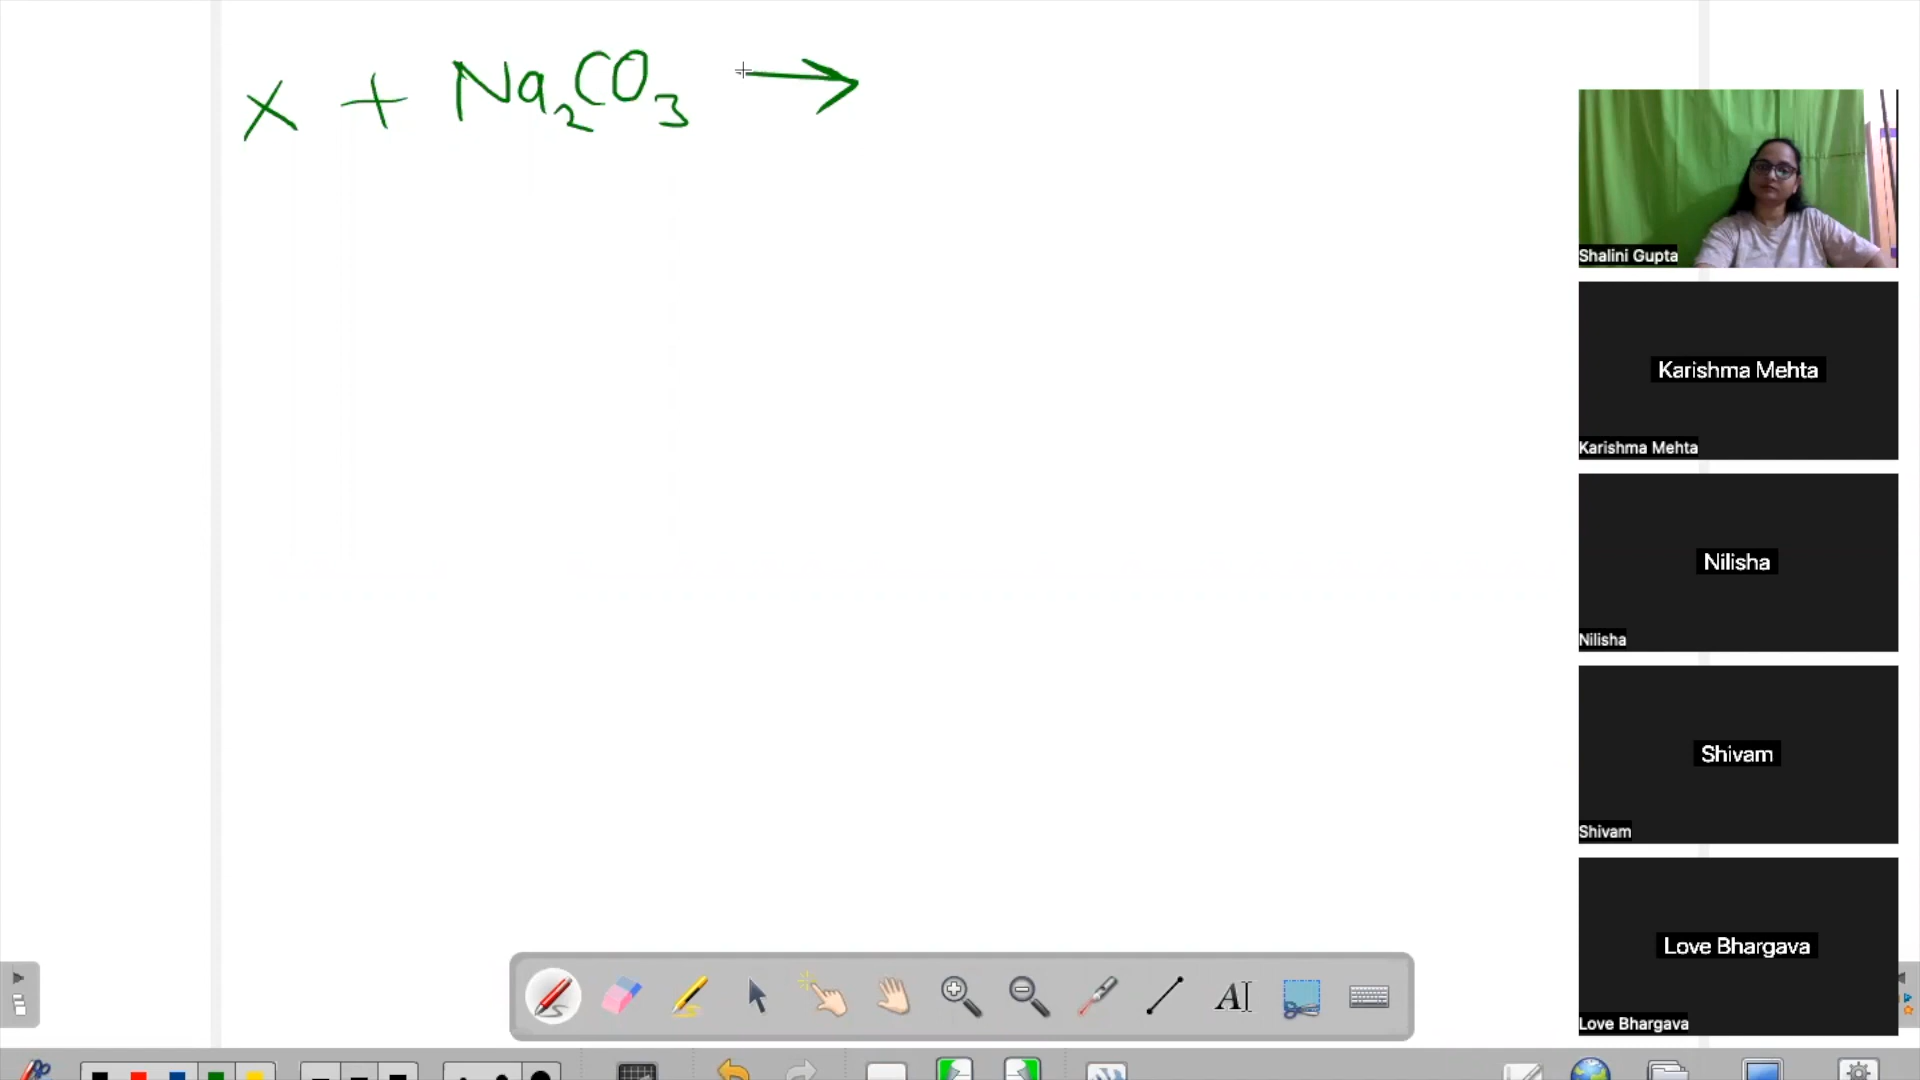 x + Na₂CO₃ →
Shalini Gupta
Karishma Mehta
Karishma Mehta
Nilisha
Nilisha
Shivam
Shivam
Love Bhargava
Love Bhargava
A